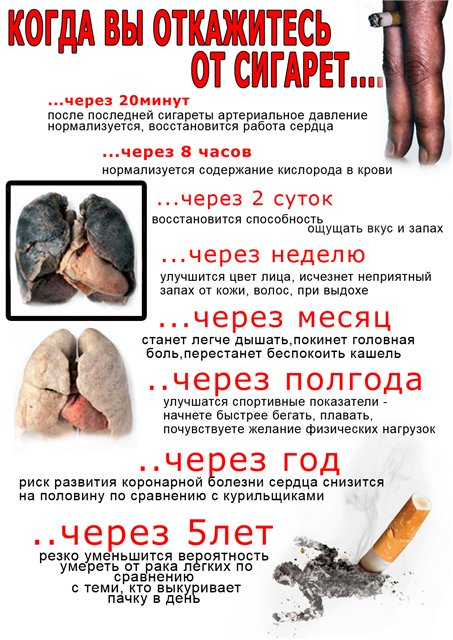 КОГДА ВЫ ОТКАЖИТЕСЬ
ОТ СИГАРЕТ....
...через 20минут
после последней сигареты артериальное давление
нормализуется, восстановится работа сердца
...через 8 часов
нормализуется содержание кислорода в крови
...через 2 суток
восстановится способность
ощущать вкус и запах
...через неделю
улучшится цвет лица, исчезнет неприятный
запах от кожи, волос, при выдохе
...через месяц
станет легче дышать,покинет головная
боль,перестанет беспокоить кашель
..через полгода
улучшатся спортивные показатели -
начнете быстрее бегать, плавать,
почувствуете желание физических нагрузок
..через год
риск развития коронарной болезни сердца снизится
на половину по сравнению с курильщиками
..через 5лет
резко уменьшится вероятность
умереть от рака легких по
сравнению
с теми, кто выкуривает
пачку в день